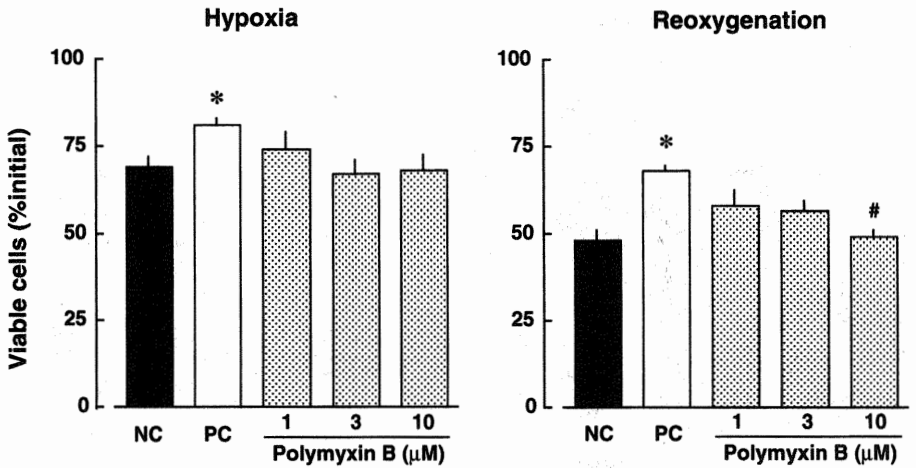 Hypoxia
Reoxygenation
Viable cells (%initial)
100
75
50
25
0
*
NC PC 1 3 10
Polymyxin B (μM)
100
75
50
25
0
*
#
NC PC 1 3 10
Polymyxin B (μM)